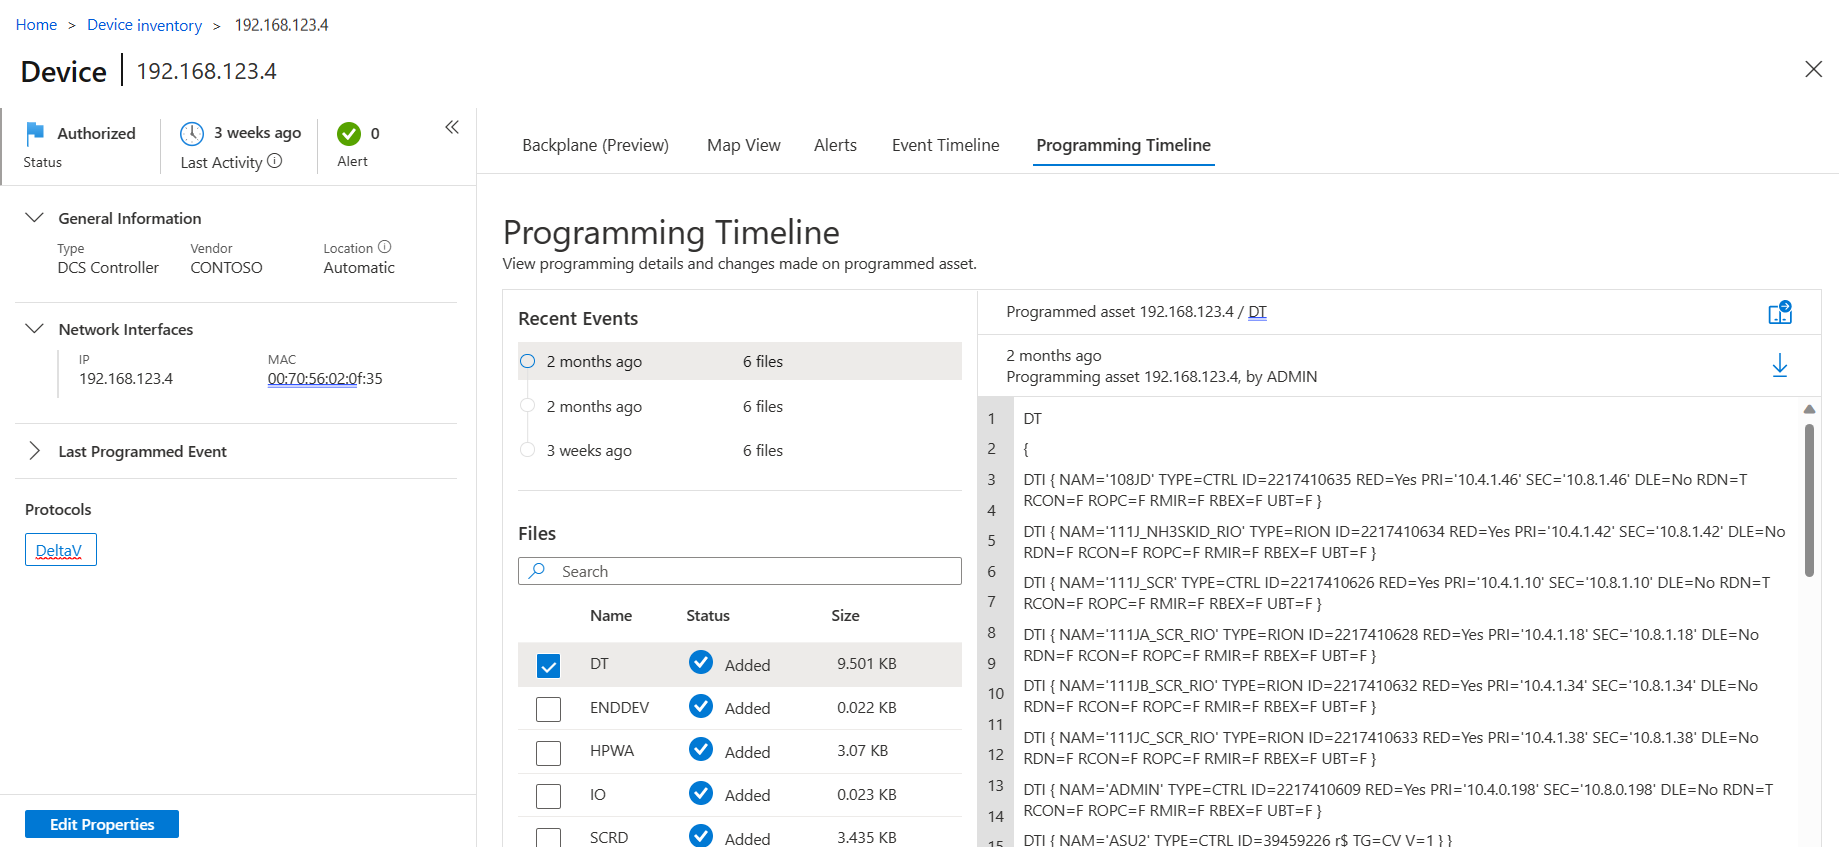 Home > Device inventory > 192.168.123.4
Device | 192.168.123.4
Authorized
Status
3 weeks ago
Last Activity
0
Alert
General Information
Type
DCS Controller
Vendor
CONTOSO
Location
Automatic
Network Interfaces
IP
192.168.123.4
MAC
00:70:56:02:0f:35
Last Programmed Event
Protocols
DeltaV
Edit Properties
Backplane (Preview)
Map View
Alerts
Event Timeline
Programming Timeline
Programming Timeline
View programming details and changes made on programmed asset.
Recent Events
2 months ago 6 files
2 months ago 6 files
3 weeks ago 6 files
Files
Search
Name Status Size
DT Added 9.501 KB
ENDDEV Added 0.022 KB
HPWA Added 3.07 KB
IO Added 0.023 KB
SCRD Added 3.435 KB
Programmed asset 192.168.123.4 / DT
2 months ago
Programming asset 192.168.123.4, by ADMIN
1
2
3
4
5
6
7
8
9
10
11
12
13
14
15
DT
{
DTI { NAM='108JD' TYPE=CTRL ID=2217410635 RED=Yes PRI='10.4.1.46' SEC='10.8.1.46' DLE=No RDN=T
RCON=F ROPC=F RMIR=F RBEX=F UBT=F }
DTI { NAM='111J_NH3SKID_RIO' TYPE=RION ID=2217410634 RED=Yes PRI='10.4.1.42' SEC='10.8.1.42' DLE=No
RDN=F RCON=F ROPC=F RMIR=F RBEX=F UBT=F }
DTI { NAM='111J_SCR' TYPE=CTRL ID=2217410626 RED=Yes PRI='10.4.1.10' SEC='10.8.1.10' DLE=No RDN=T
RCON=F ROPC=F RMIR=F RBEX=F UBT=F }
DTI { NAM='111JA_SCR_RIO' TYPE=RION ID=2217410628 RED=Yes PRI='10.4.1.18' SEC='10.8.1.18' DLE=No
RDN=F RCON=F ROPC=F RMIR=F RBEX=F UBT=F }
DTI { NAM='111JB_SCR_RIO' TYPE=RION ID=2217410632 RED=Yes PRI='10.4.1.34' SEC='10.8.1.34' DLE=No
RDN=F RCON=F ROPC=F RMIR=F RBEX=F UBT=F }
DTI { NAM='111JC_SCR_RIO' TYPE=RION ID=2217410633 RED=Yes PRI='10.4.1.38' SEC='10.8.1.38' DLE=No
RDN=F RCON=F ROPC=F RMIR=F RBEX=F UBT=F }
DTI { NAM='ADMIN' TYPE=CTRL ID=2217410609 RED=Yes PRI='10.4.0.198' SEC='10.8.0.198' DLE=No RDN=T
RCON=F ROPC=F RMIR=F RBEX=F UBT=F }
DTI { NAM='ASU2' TYPE=CTRL ID=39459226 r$ TG=CV V=1 } }